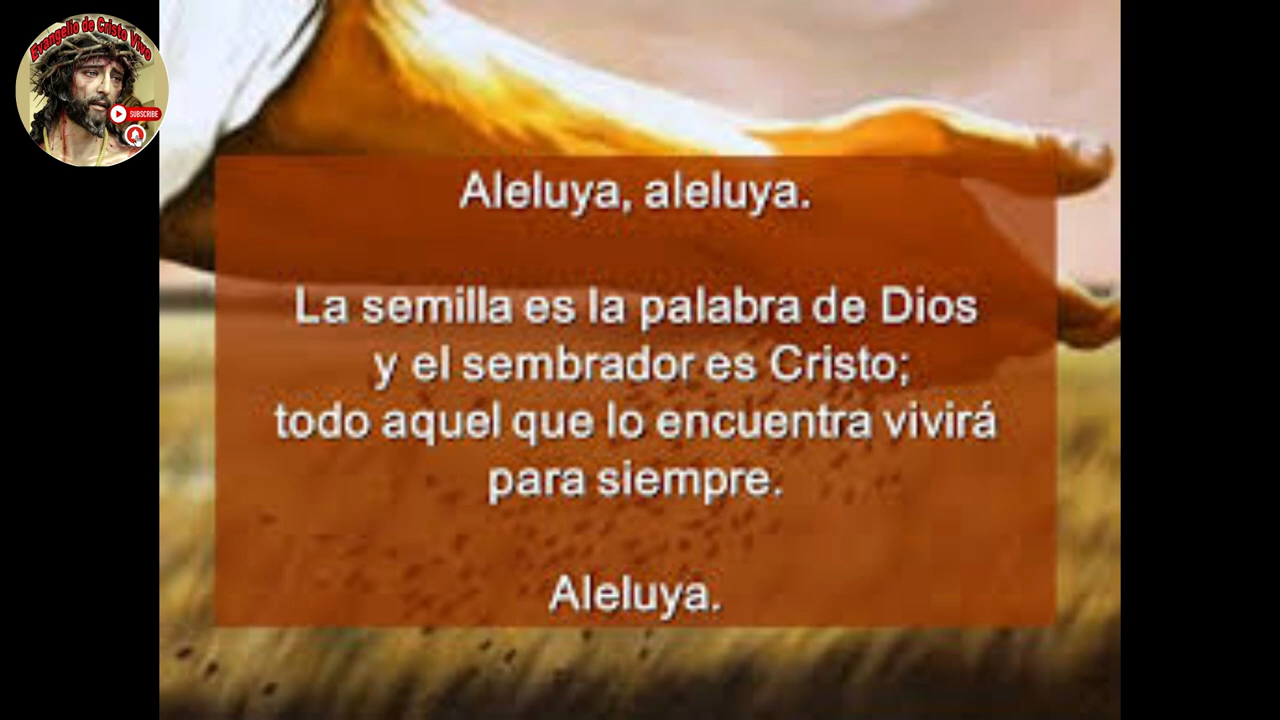 Evangelio de Cristo Vivo
SUBSCRIBE
Aleluya, aleluya.
La semilla es la palabra de Dios
y el sembrador es Cristo;
todo aquel que lo encuentra vivirá
para siempre.
Aleluya.